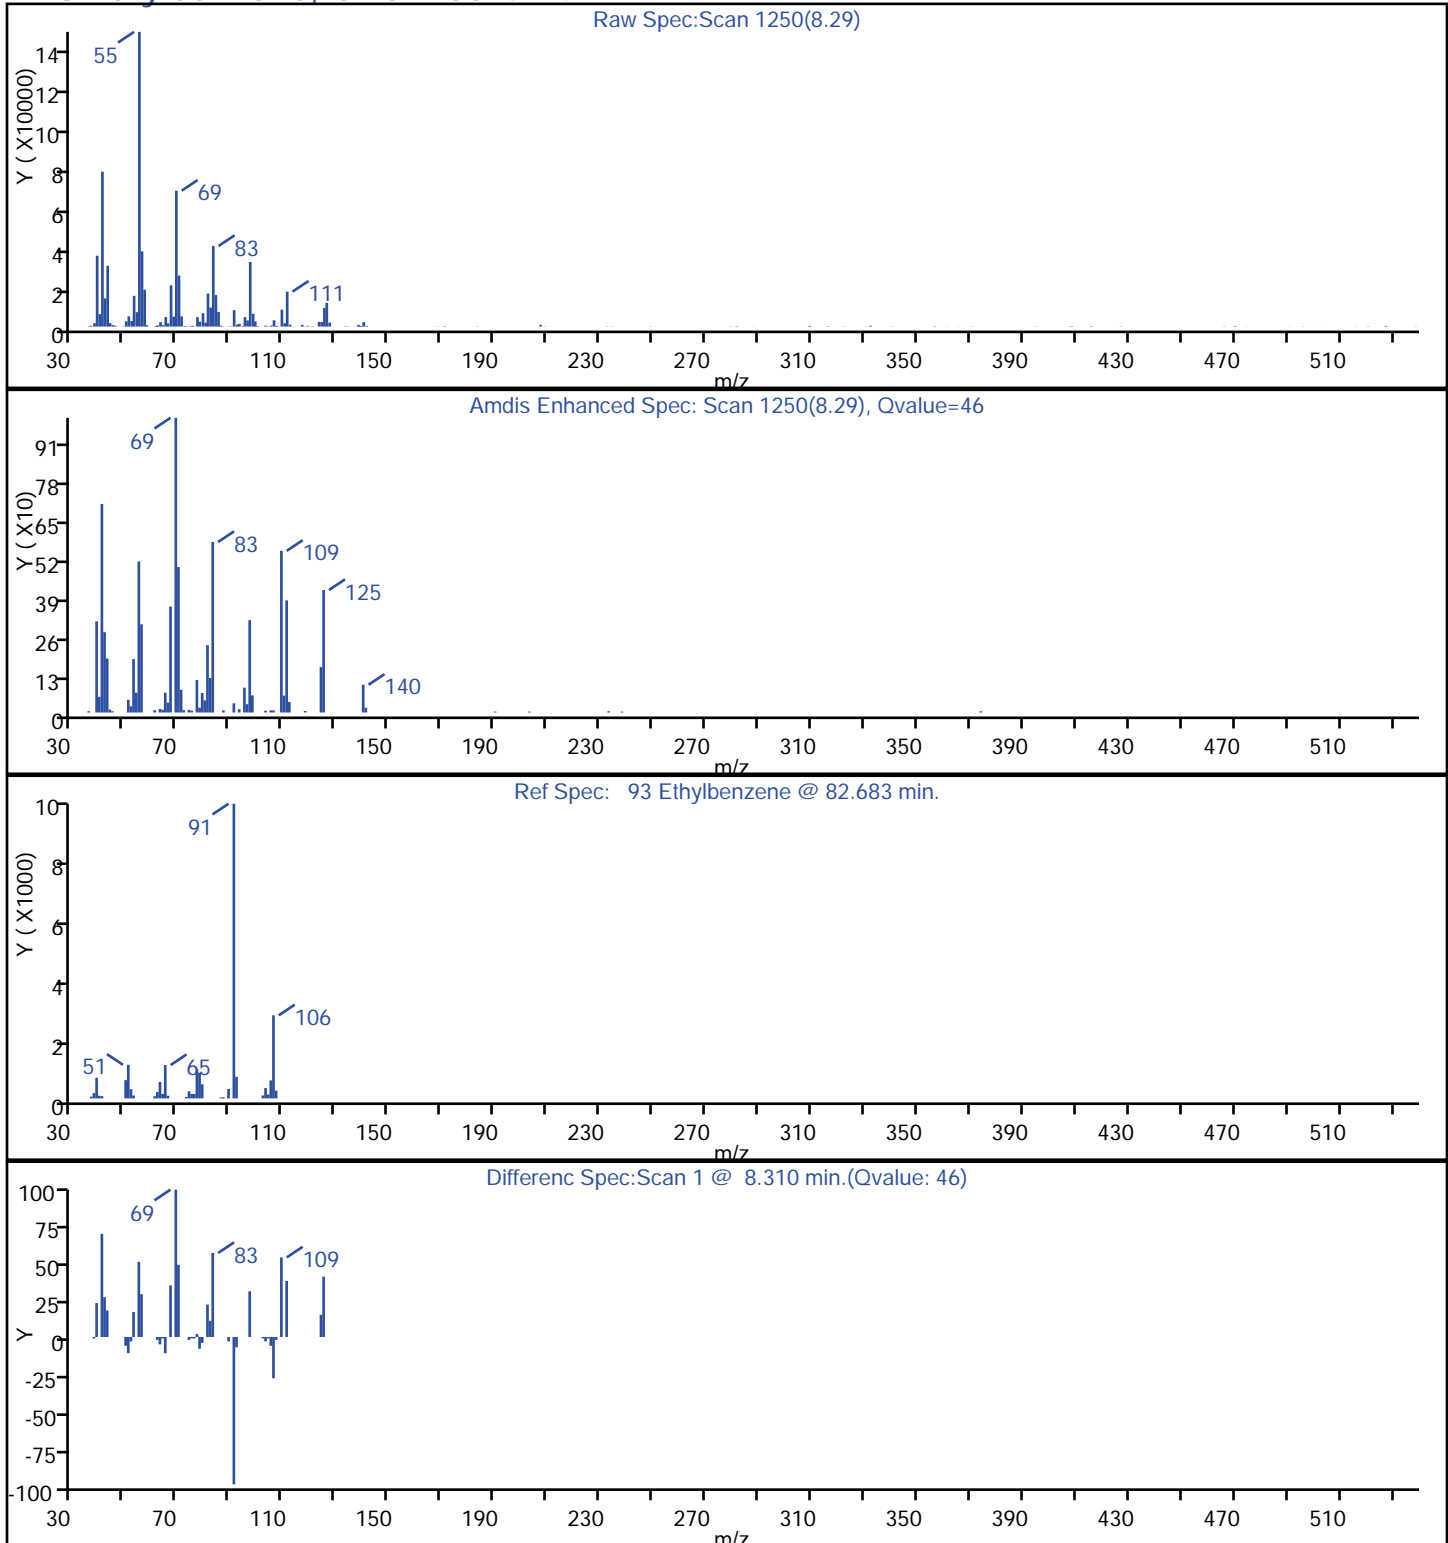 Raw Spec:Scan 1250(8.29)
14
12
10
8
6
4
2
0
Y ( X10000)
55
69
83
111
30 70 110 150 190 230 270 310 350 390 430 470 510
m/z
Amdis Enhanced Spec: Scan 1250(8.29), Qvalue=46
91
78
65
52
39
26
13
0
Y ( X10)
69
83
109
125
140
30 70 110 150 190 230 270 310 350 390 430 470 510
m/z
Ref Spec: 93 Ethylbenzene @ 82.683 min.
10
8
6
4
2
0
Y ( X1000)
91
106
51
65
30 70 110 150 190 230 270 310 350 390 430 470 510
m/z
Differenc Spec:Scan 1 @ 8.310 min.(Qvalue: 46)
100
75
50
25
0
-25
-50
-75
-100
Y
69
83
109
30 70 110 150 190 230 270 310 350 390 430 470 510
m/z